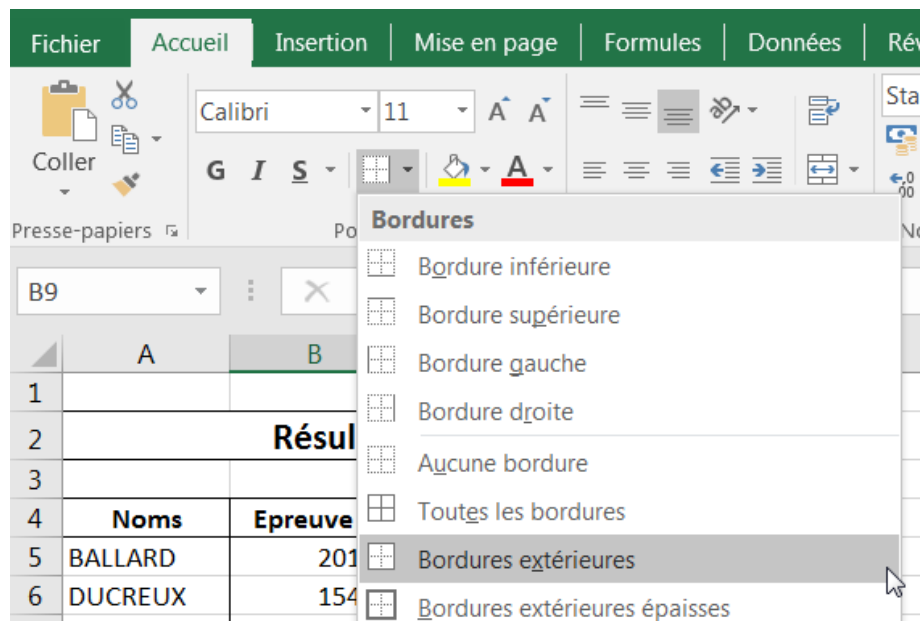 Fichier Accueil Insertion Mise en page Formules Données
Calibri 11 A A
Coller
G I S A
Presse-papiers
Bordures
Bordure inférieure
B9
Bordure supérieure
A B
Bordure gauche
1
Bordure droite
2 Résul
Aucune bordure
3
Toutes les bordures
4 Noms Epreuve
5 BALLARD 201
Bordures extérieures
6 DUCREUX 154
Bordures extérieures épaisses